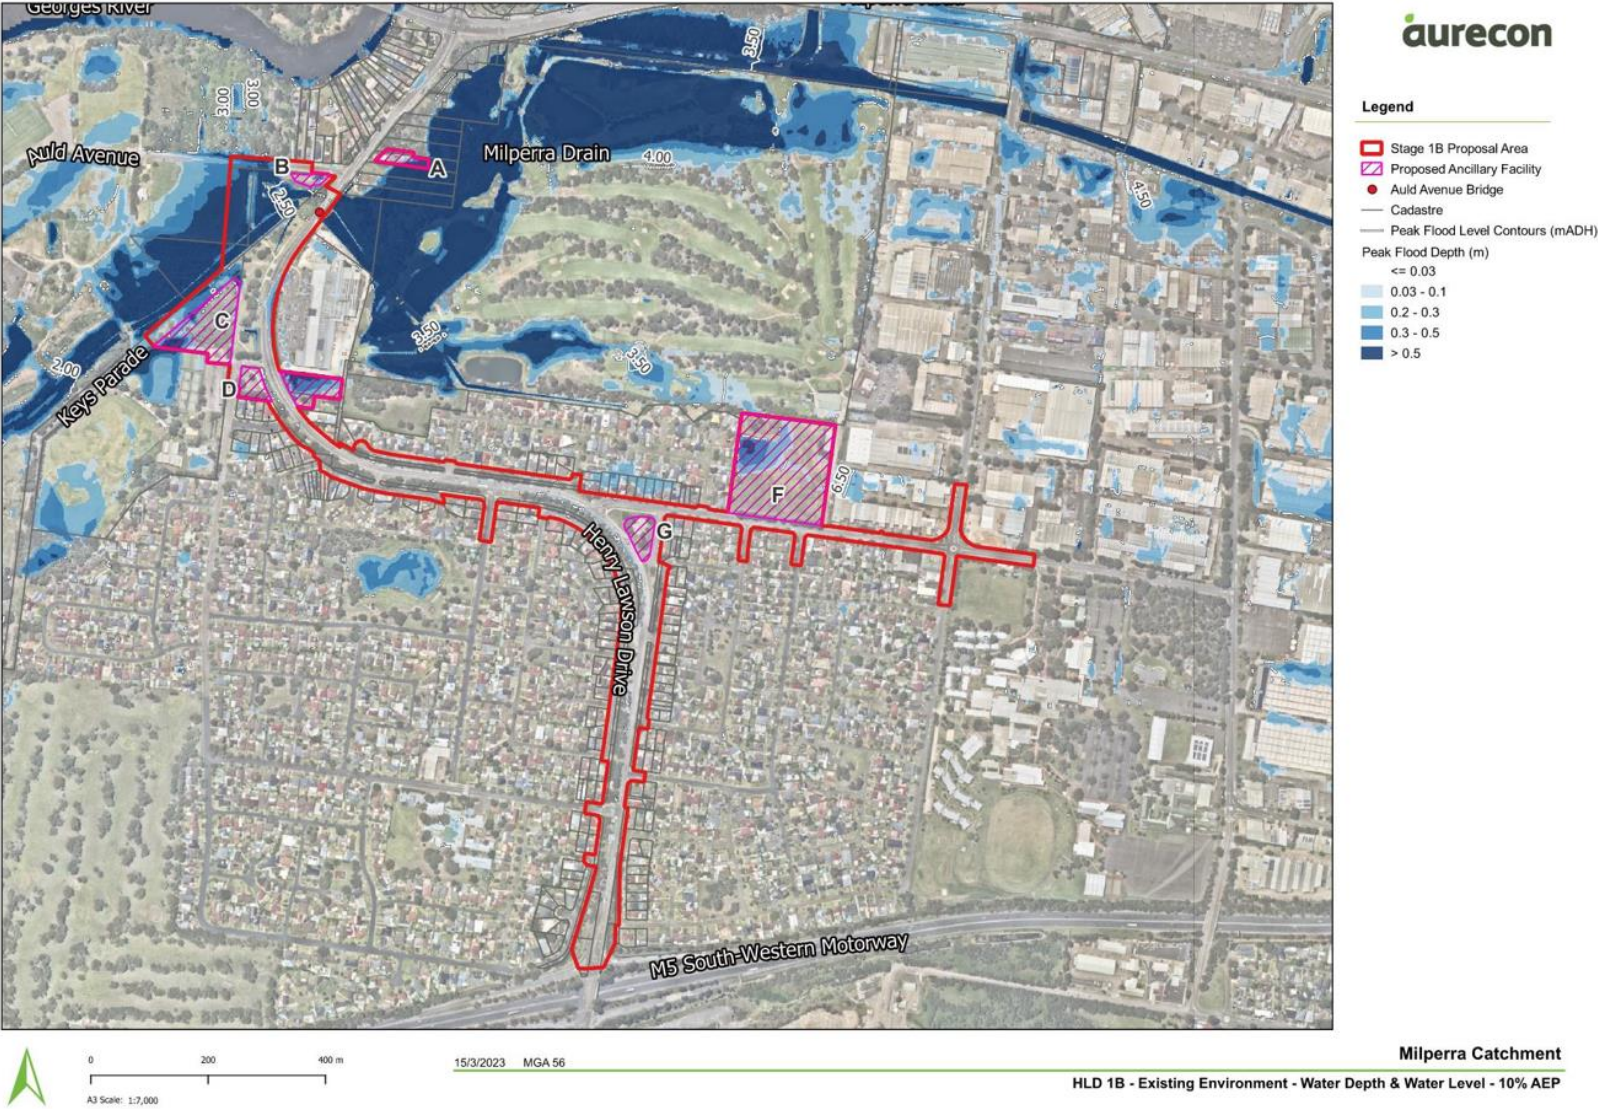 Georges River
3.50
3.00
3.00
Auld Avenue
B
A
Milperra Drain
4.00
4.50
2.50
C
3.50
3.50
2.00
Keys Parade
D
F
6.50
G
Henry Lawson Drive
M5 South-Western Motorway
aurecon
Legend
Stage 1B Proposal Area
Proposed Ancillary Facility
Auld Avenue Bridge
Cadastre
Peak Flood Level Contours (mADH)
Peak Flood Depth (m)
<= 0.03
0.03 - 0.1
0.2 - 0.3
0.3 - 0.5
> 0.5
0 200 400 m
A3 Scale: 1:7,000
15/3/2023 MGA 56
Milperra Catchment
HLD 1B - Existing Environment - Water Depth & Water Level - 10% AEP